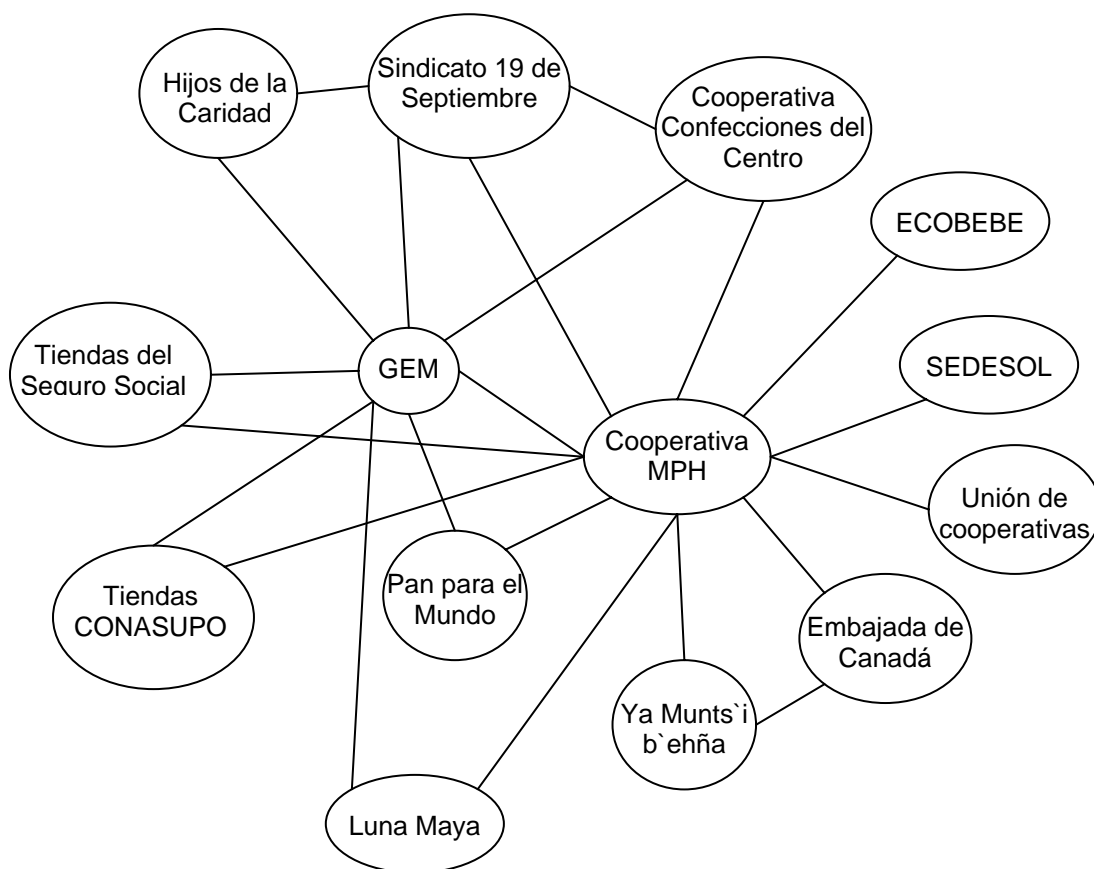 Hijos de la
Caridad
Sindicato 19 de
Septiembre
Cooperativa
Confecciones del
Centro
ECOBEBE
Tiendas del
Seguro Social
GEM
SEDESOL
Cooperativa
MPH
Unión de
cooperativas
Tiendas
CONASUPO
Pan para el
Mundo
Embajada de
Canadá
Ya Munts`i
b`ehña
Luna Maya